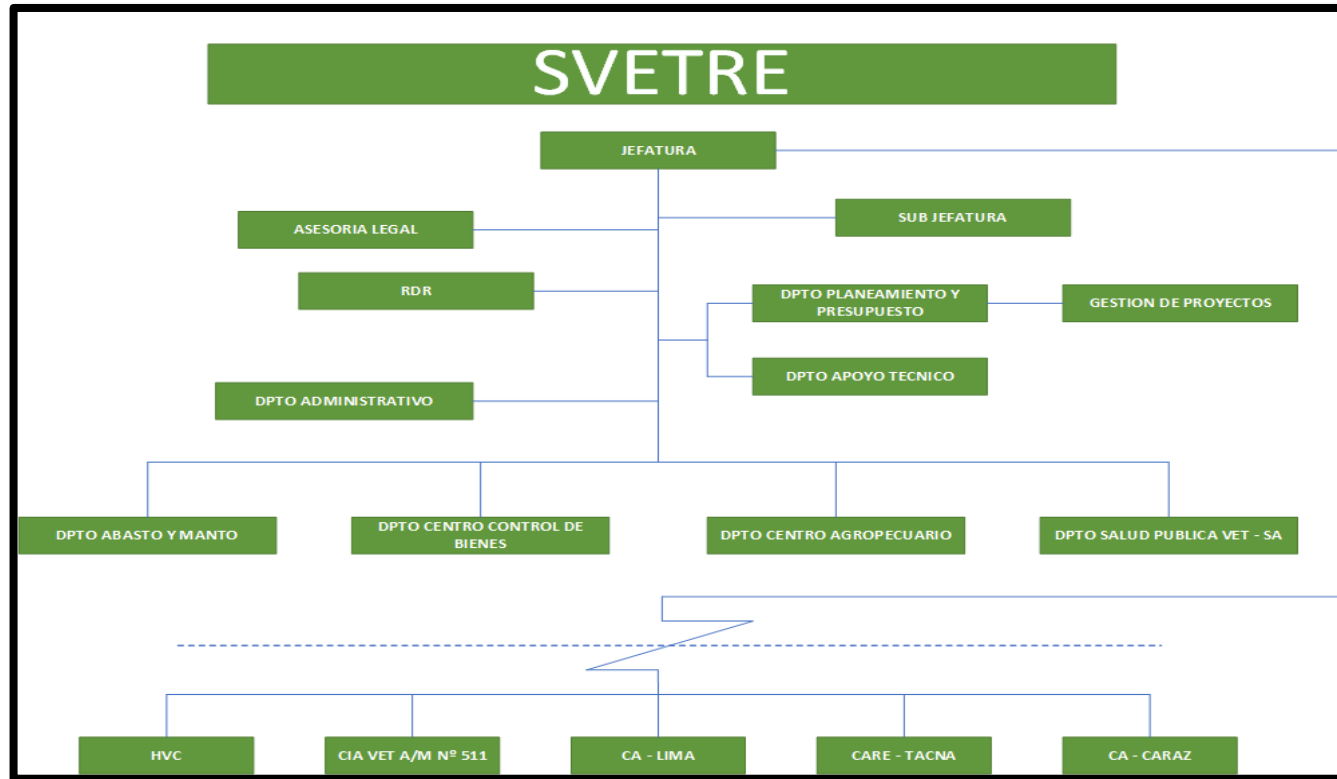 SVETRE
JEFATURA
SUB JEFATURA
ASESORIA LEGAL
RDR
DPTO PLANEAMIENTO Y
PRESUPUESTO
GESTION DE PROYECTOS
DPTO APOYO TECNICO
DPTO ADMINISTRATIVO
DPTO ABASTO Y MANTO
DPTO CENTRO CONTROL DE
BIENES
DPTO CENTRO AGROPECUARIO
DPTO SALUD PUBLICA VET - SA
HVC
CIA VET A/M Nº 511
CA - LIMA
CARE - TACNA
CA - CARAZ